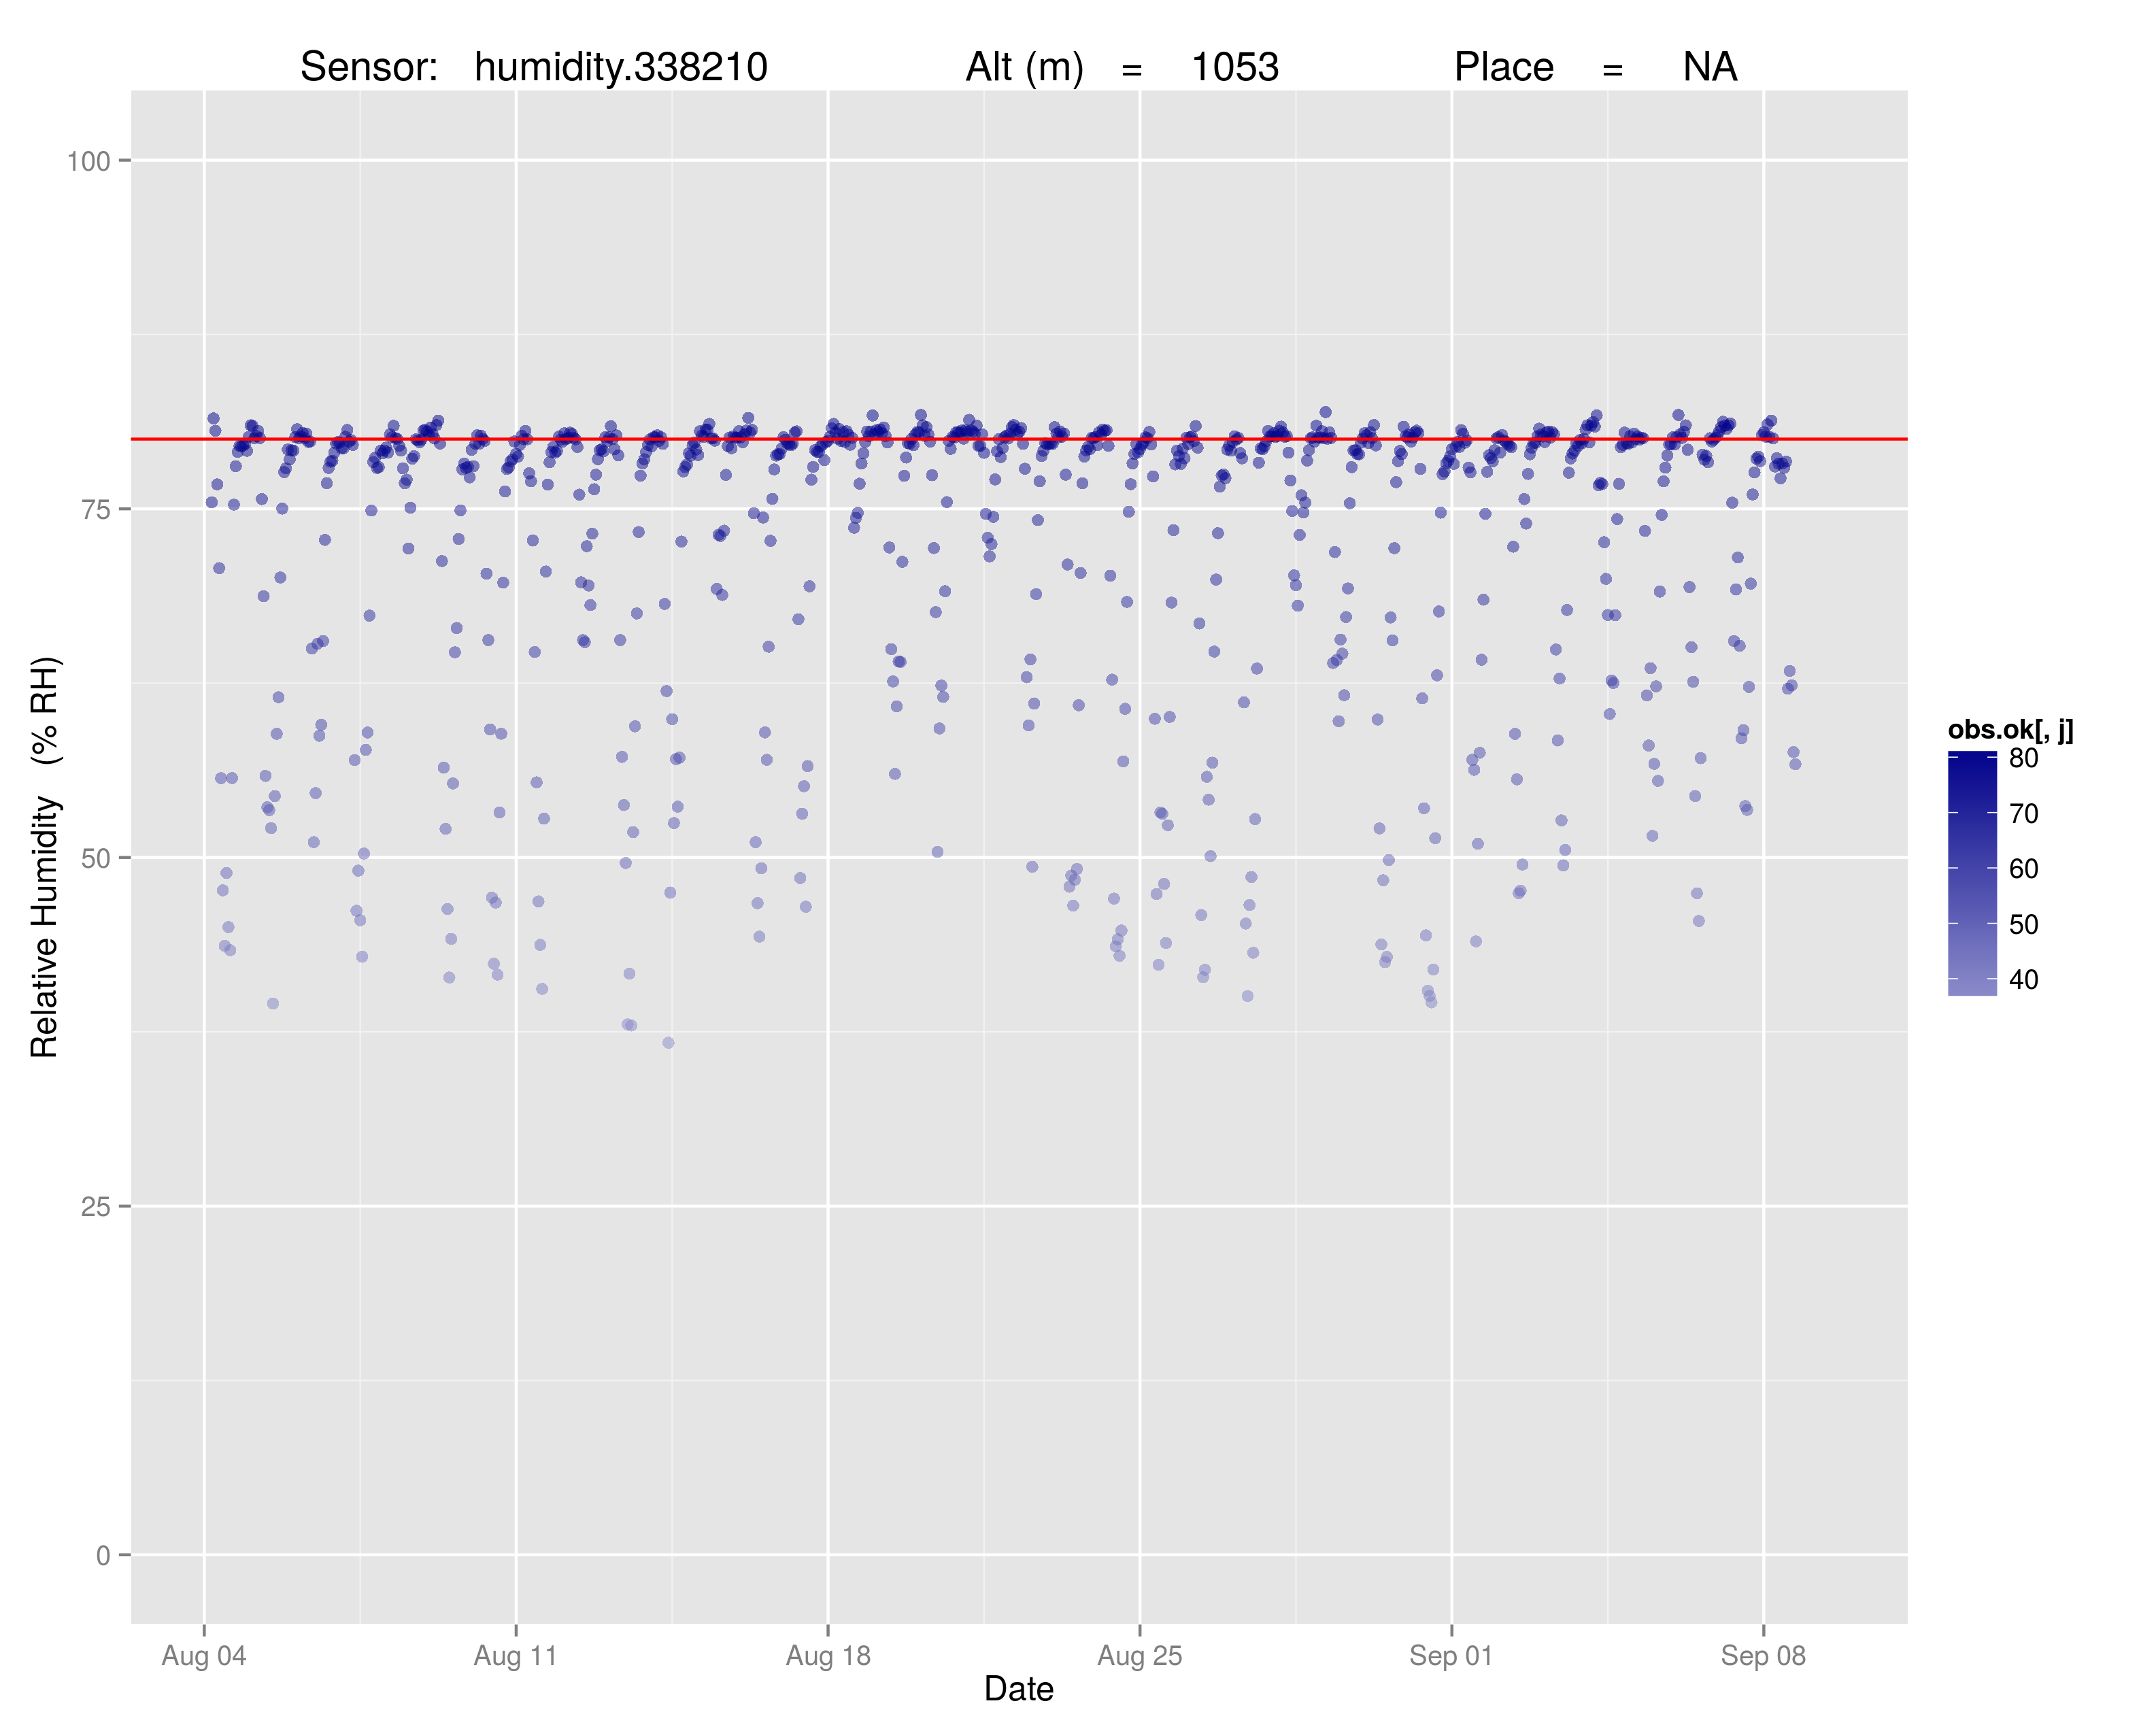 Sensor: humidity.338210 Alt (m) = 1053 Place = NA
100
75
50
25
0
Relative Humidity (% RH)
Aug 04 Aug 11 Aug 18 Aug 25 Sep 01 Sep 08
Date
obs.ok[, j]
80
70
60
50
40